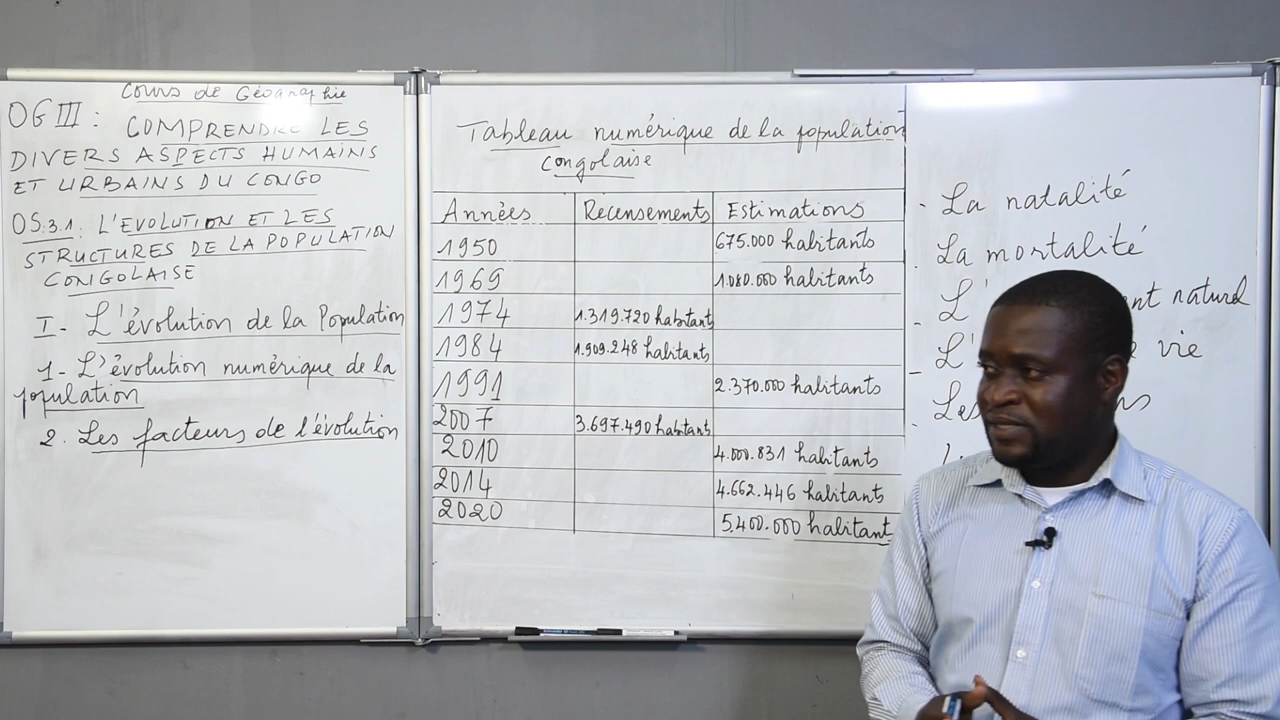 Cours de Géographie
OG III : COMPRENDRE LES
DIVERS ASPECTS HUMAINS
ET URBAINS DU CONGO
OS.3.1. L'EVOLUTION ET LES
STRUCTURES DE LA POPULATION
CONGOLAISE
I- L'évolution de la Population
1- L'évolution numérique de la
population
2. Les facteurs de l'évolution
Tableau numérique de la population
congolaise
Années Recensements Estimations
1950 675.000 habitants
1969 1.080.000 habitants
1974 1.319.720 habitants
1984 1.909.248 habitants
1991 2.370.000 habitants
2007 3.697.490 habitants
2010 4.000.831 habitants
2014 4.662.446 habitants
2020 5.400.000 habitant
- La natalité
- La mortalité
- L' nt naturel
- L' vie
- Les